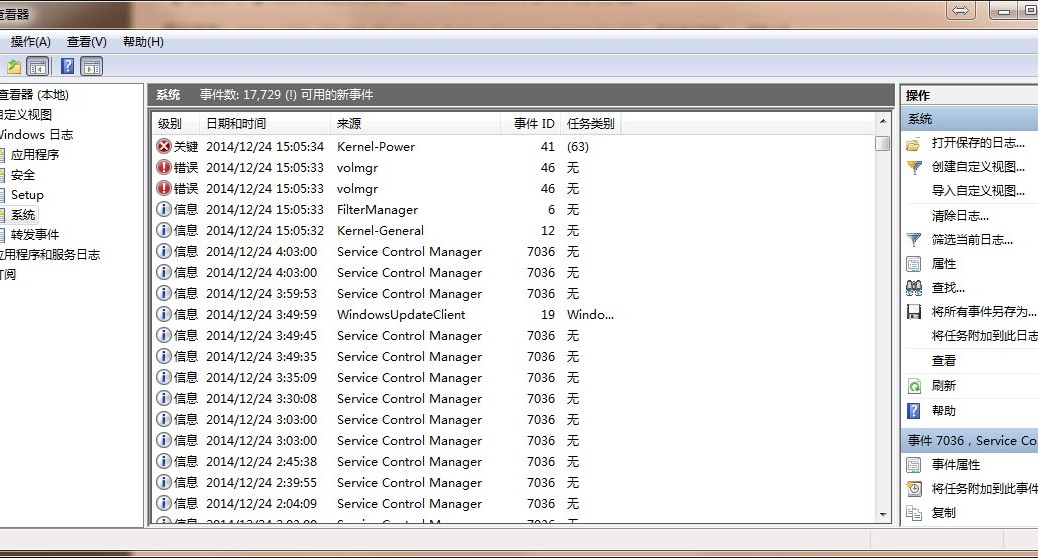 查看器
操作(A) 查看(V) 帮助(H)
查看器 (本地)
自定义视图
Windows 日志
应用程序
安全
Setup
系统
转发事件
应用程序和服务日志
订阅
系统 事件数: 17,729 (!) 可用的新事件
级别 日期和时间 来源 事件 ID 任务类别
关键 2014/12/24 15:05:34 Kernel-Power 41 (63)
错误 2014/12/24 15:05:33 volmgr 46 无
错误 2014/12/24 15:05:33 volmgr 46 无
信息 2014/12/24 15:05:33 FilterManager 6 无
信息 2014/12/24 15:05:32 Kernel-General 12 无
信息 2014/12/24 4:03:00 Service Control Manager 7036 无
信息 2014/12/24 4:03:00 Service Control Manager 7036 无
信息 2014/12/24 3:59:53 Service Control Manager 7036 无
信息 2014/12/24 3:49:59 WindowsUpdateClient 19 Windo...
信息 2014/12/24 3:49:45 Service Control Manager 7036 无
信息 2014/12/24 3:49:35 Service Control Manager 7036 无
信息 2014/12/24 3:35:09 Service Control Manager 7036 无
信息 2014/12/24 3:30:08 Service Control Manager 7036 无
信息 2014/12/24 3:03:00 Service Control Manager 7036 无
信息 2014/12/24 3:03:00 Service Control Manager 7036 无
信息 2014/12/24 2:45:38 Service Control Manager 7036 无
信息 2014/12/24 2:39:55 Service Control Manager 7036 无
信息 2014/12/24 2:04:09 Service Control Manager 7036 无
操作
系统
打开保存的日志...
创建自定义视图...
导入自定义视图...
清除日志...
筛选当前日志...
属性
查找...
将所有事件另存为...
将任务附加到此日志
查看
刷新
帮助
事件 7036，Service Co
事件属性
将任务附加到此事件
复制